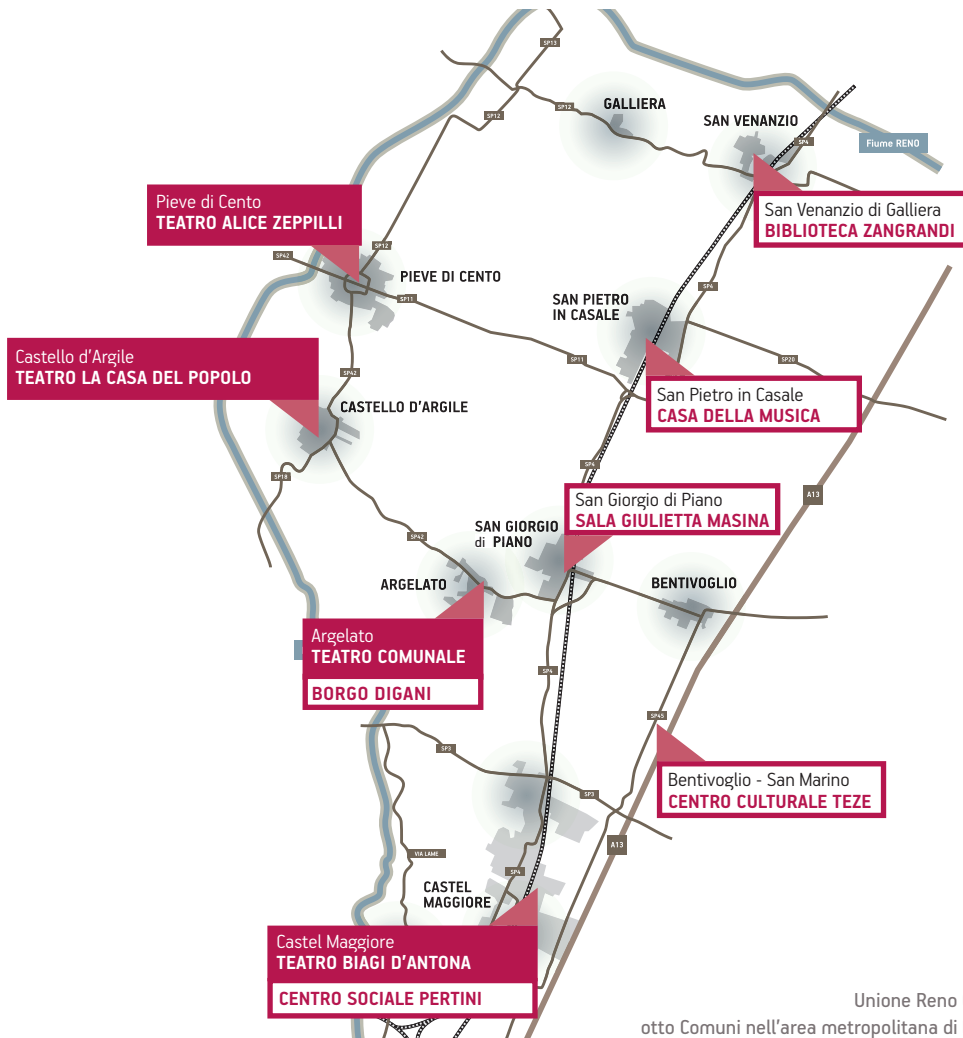 SP13
SP12
GALLIERA
SP12
SAN VENANZIO
SP4
Fiume RENO
Pieve di Cento
TEATRO ALICE ZEPPILLI
San Venanzio di Galliera
BIBLIOTECA ZANGRANDI
SP12
SP42
PIEVE DI CENTO
SP11
SP4
SAN PIETRO
IN CASALE
Castello d'Argile
TEATRO LA CASA DEL POPOLO
SP11
SP20
SP42
San Pietro in Casale
CASA DELLA MUSICA
CASTELLO D'ARGILE
SP18
SP4
A13
San Giorgio di Piano
SALA GIULIETTA MASINA
SAN GIORGIO
di PIANO
SP42
ARGELATO
BENTIVOGLIO
Argelato
TEATRO COMUNALE
BORGO DIGANI
SP4
SP45
SP3
Bentivoglio - San Marino
CENTRO CULTURALE TEZE
SP3
A13
VIA LAME
SP4
CASTEL
MAGGIORE
Castel Maggiore
TEATRO BIAGI D'ANTONA
CENTRO SOCIALE PERTINI
Unione Reno
otto Comuni nell'area metropolitana di